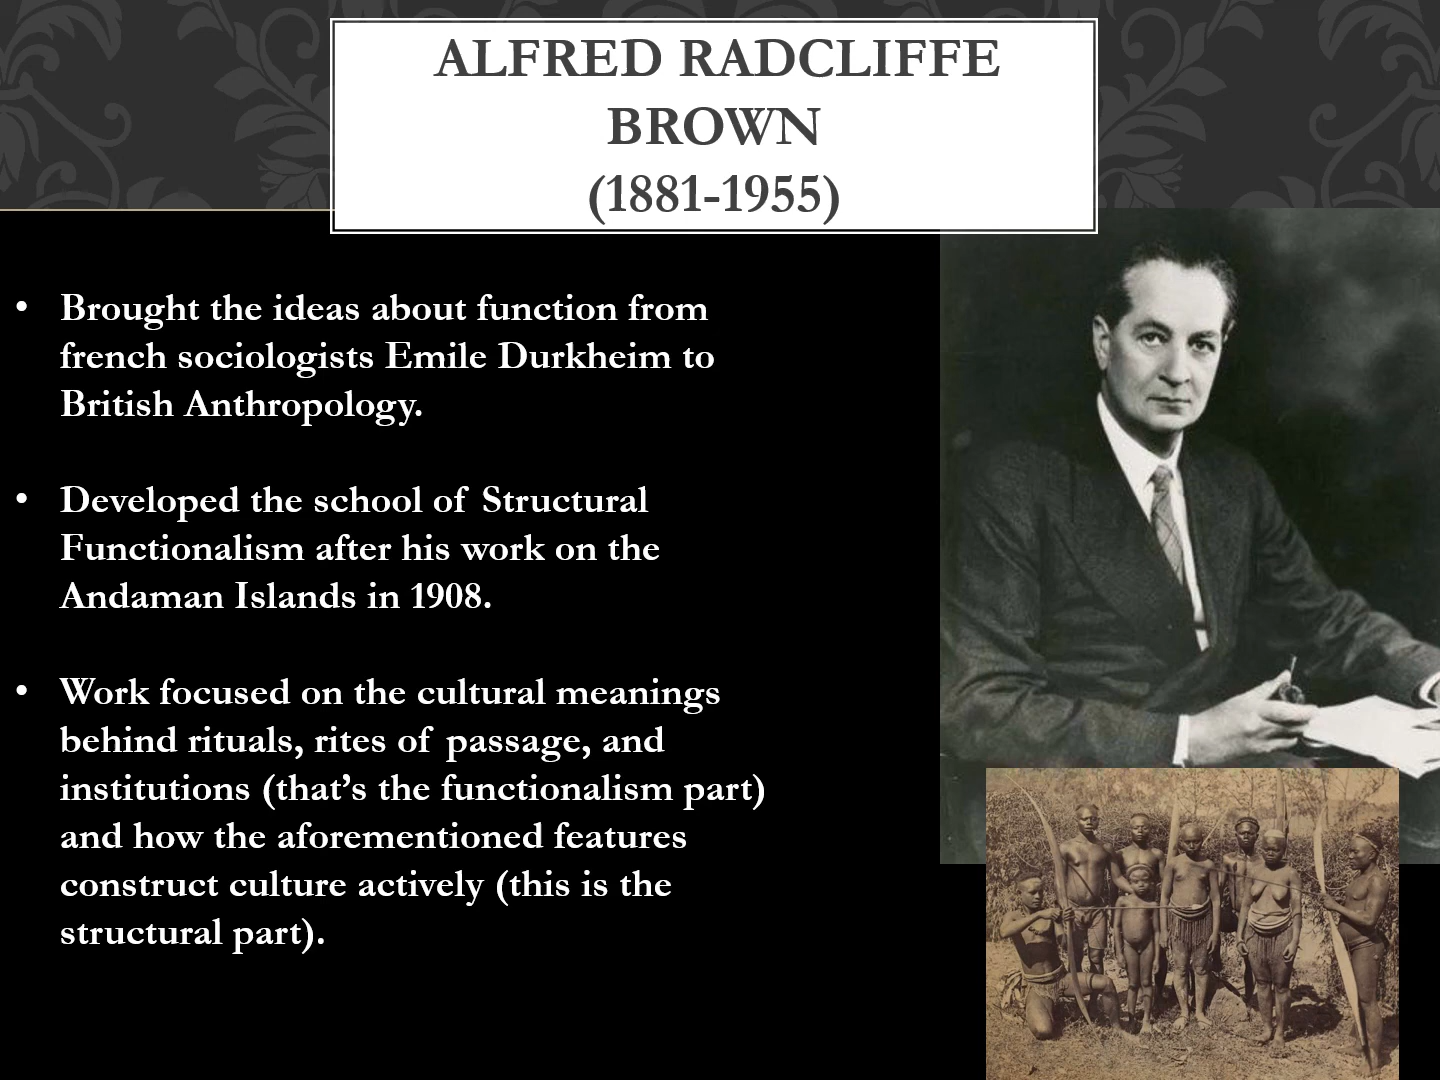 ALFRED RADCLIFFE
BROWN
(1881-1955)
• Brought the ideas about function from
french sociologists Emile Durkheim to
British Anthropology.
• Developed the school of Structural
Functionalism after his work on the
Andaman Islands in 1908.
• Work focused on the cultural meanings
behind rituals, rites of passage, and
institutions (that’s the functionalism part)
and how the aforementioned features
construct culture actively (this is the
structural part).